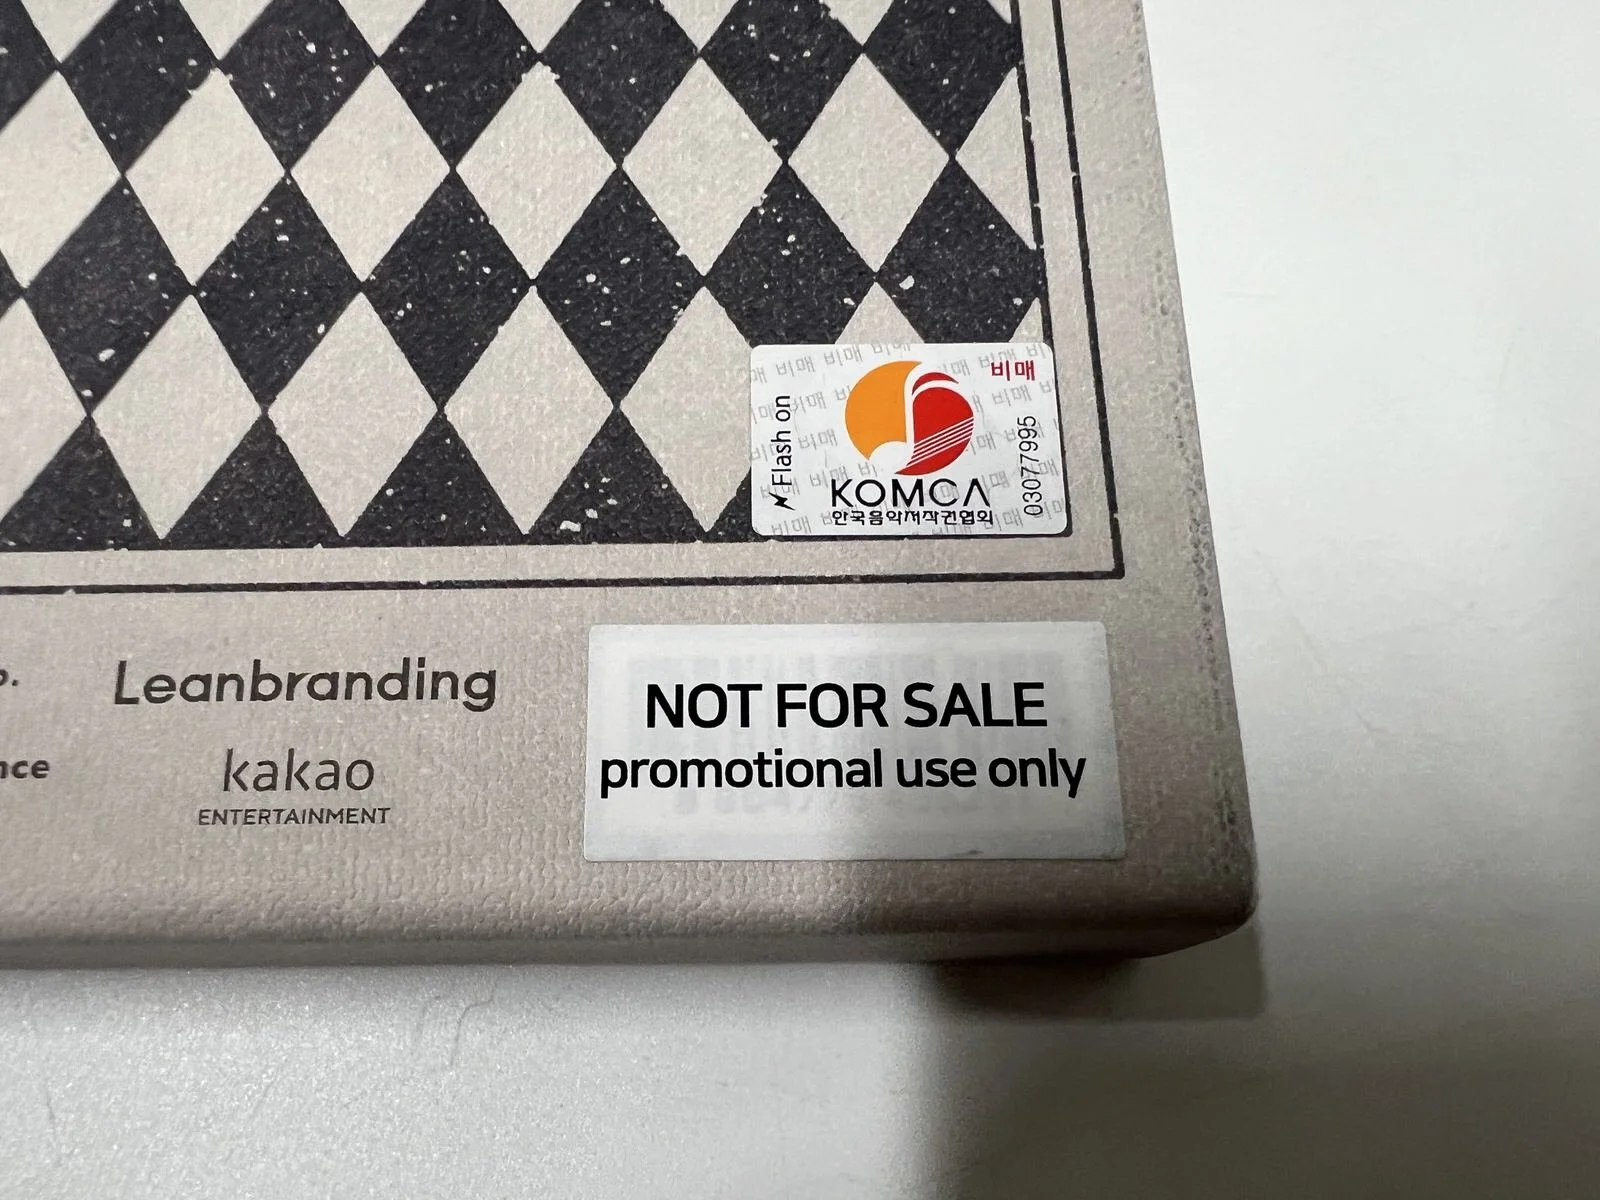 비매
Flash on
03077995
KOMCA
한국음악저작권협회
Leanbranding
NOT FOR SALE
promotional use only
nce
kakao
ENTERTAINMENT